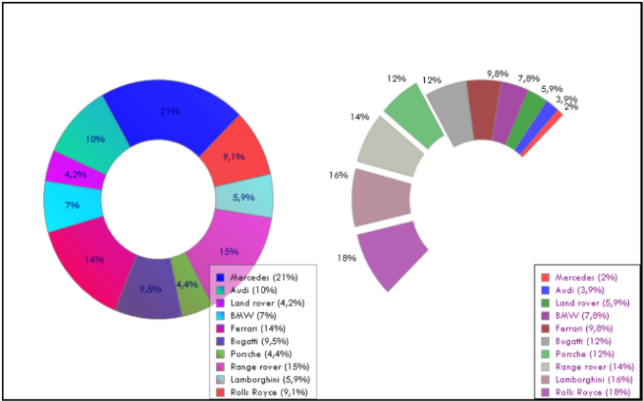 21%
9,1%
5,9%
15%
4,4%
9,5%
14%
7%
4,2%
10%
Mercedes (21%)
Audi (10%)
Land rover (4,2%)
BMW (7%)
Ferrari (14%)
Bugatti (9,5%)
Porsche (4,4%)
Range rover (15%)
Lamborghini (5,9%)
Rolls Royce (9,1%)
18%
16%
14%
12%
12%
9,8%
7,8%
5,9%
3,9%
2%
Mercedes (2%)
Audi (3,9%)
Land rover (5,9%)
BMW (7,8%)
Ferrari (9,8%)
Bugatti (12%)
Porsche (12%)
Range rover (14%)
Lamborghini (16%)
Rolls Royce (18%)